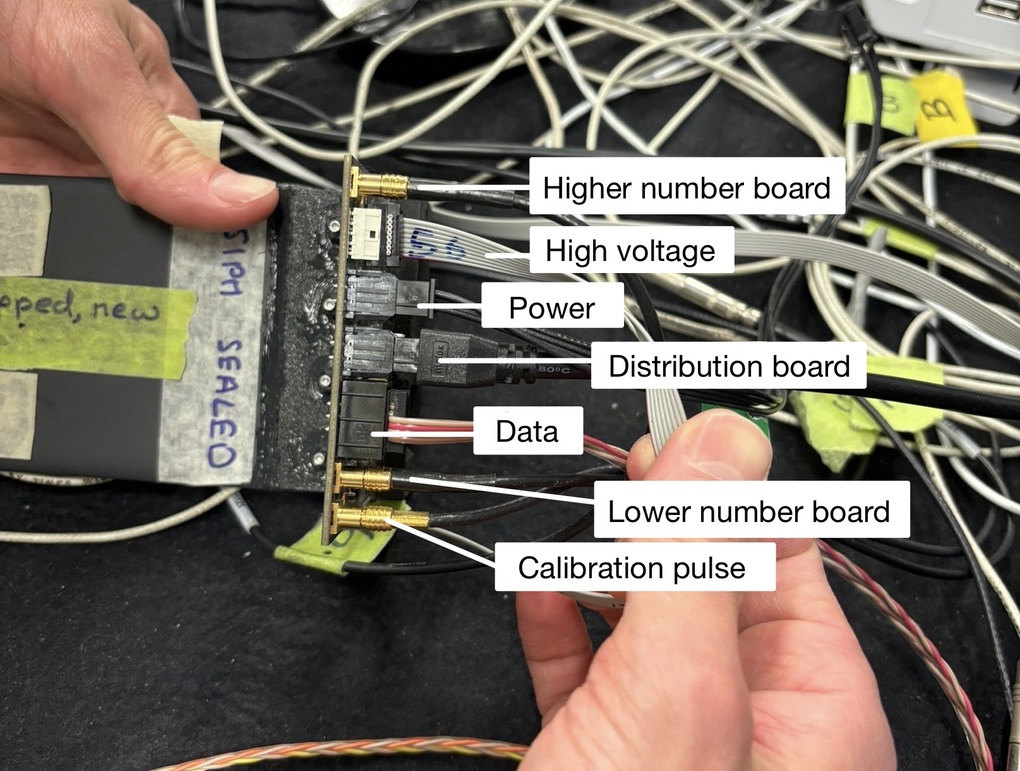 Higher number board
High voltage
56
Power
Distribution board
80°C
Data
Lower number board
Calibration pulse
pped, new
SIPM SEALED
B